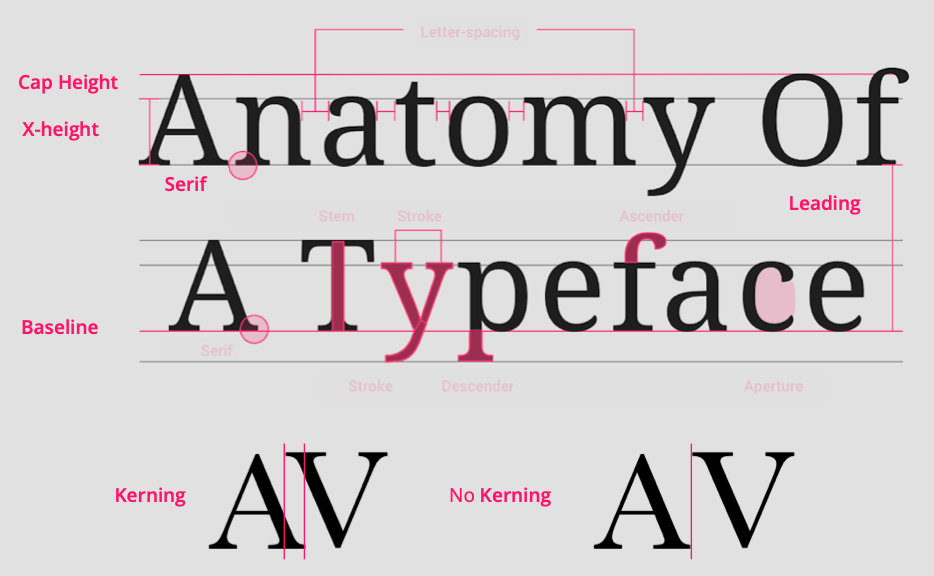 Letter-spacing
Cap Height
Anatomy Of
X-height
Serif
Leading
Stem Stroke Ascender
A Typeface
Baseline
Serif
Stroke Descender Aperture
Kerning AV No Kerning AV